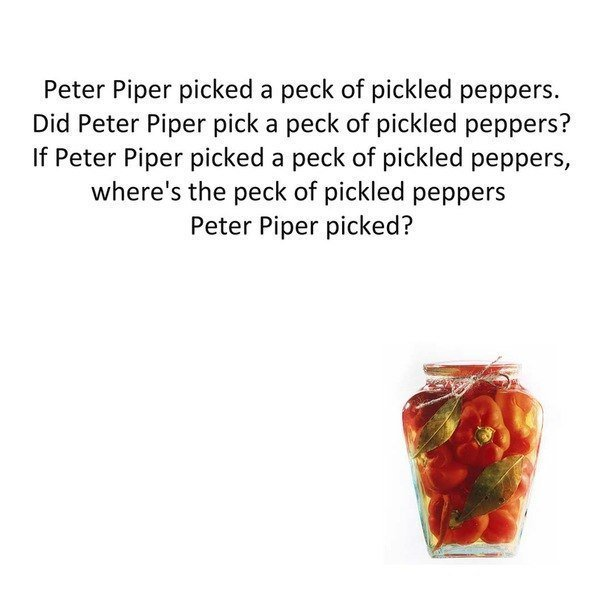 Peter Piper picked a peck of pickled peppers.
Did Peter Piper pick a peck of pickled peppers?
If Peter Piper picked a peck of pickled peppers,
where's the peck of pickled peppers
Peter Piper picked?